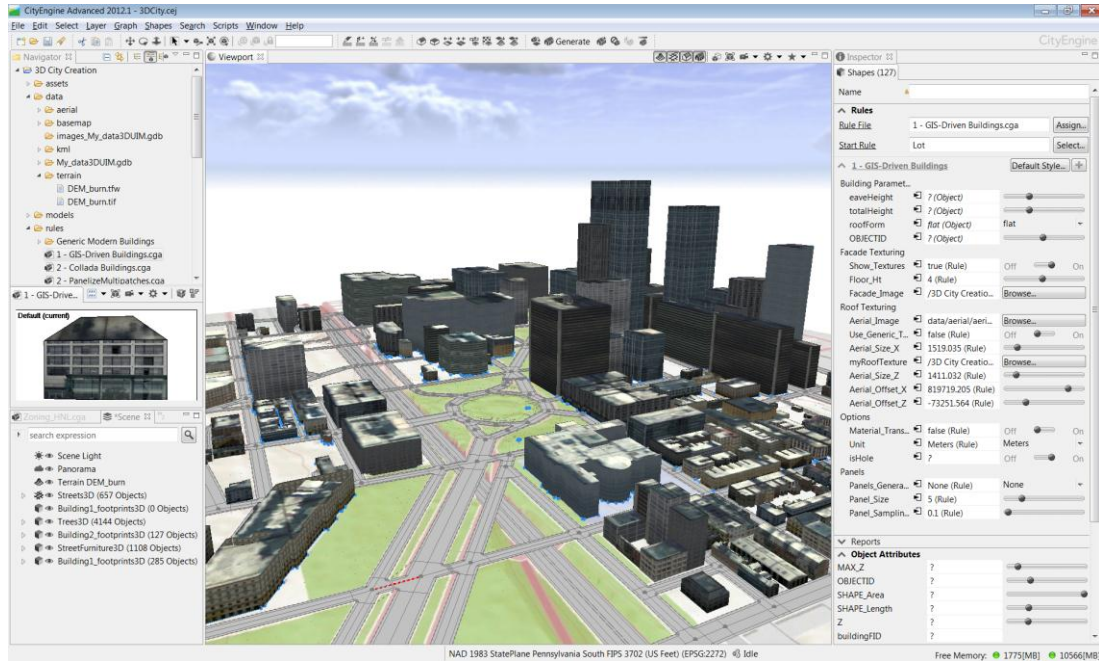 CityEngine Advanced 2012.1 - 3DCity.cej
File Edit Select Layer Graph Shapes Search Scripts Window Help
Generate
CityEngine
Navigator
3D City Creation
assets
data
aerial
basemap
images_My_data3DUIM.gdb
kml
My_data3DUIM.gdb
terrain
DEM_burn.tfw
DEM_burn.tif
models
rules
Generic Modern Buildings
1 - GIS-Driven Buildings.cga
2 - Collada Buildings.cga
2 - PanelizeMultipatches.cga
1 - GIS-Drive...
Default (current)
Zoning_HNL.cga *Scene
search expression
Scene Light
Panorama
Terrain DEM_burn
Streets3D (657 Objects)
Building1_footprints3D (0 Objects)
Trees3D (4144 Objects)
Building2_footprints3D (127 Objects)
StreetFurniture3D (1108 Objects)
Building1_footprints3D (285 Objects)
Viewport
Inspector
Shapes (127)
Name
Rules
Rule File 1 - GIS-Driven Buildings.cga Assign...
Start Rule Lot Select...
1 - GIS-Driven Buildings Default Style...
Building Paramet...
eaveHeight ? (Object)
totalHeight ? (Object)
roofForm flat (Object) flat
OBJECTID ? (Object)
Facade Texturing
Show_Textures true (Rule) Off On
Floor_Ht 4 (Rule)
Facade_Image /3D City Creatio... Browse...
Roof Texturing
Aerial_Image data/aerial/aeri... Browse...
Use_Generic_T... false (Rule) Off On
Aerial_Size_X 1519.035 (Rule)
myRoofTexture /3D City Creatio... Browse...
Aerial_Size_Z 1411.032 (Rule)
Aerial_Offset_X 819719.205 (Rule)
Aerial_Offset_Z -73251.564 (Rule)
Options
Material_Trans... false (Rule) Off On
Unit Meters (Rule) Meters
isHole ? Off On
Panels
Panels_Genera... None (Rule) None
Panel_Size 5 (Rule)
Panel_Samplin... 0.1 (Rule)
Reports
Object Attributes
MAX_Z ?
OBJECTID ?
SHAPE_Area ?
SHAPE_Length ?
Z ?
buildingFID ?
NAD 1983 StatePlane Pennsylvania South FIPS 3702 (US Feet) (EPSG:2272) Idle
Free Memory: 1775[MB] 10566[MB]